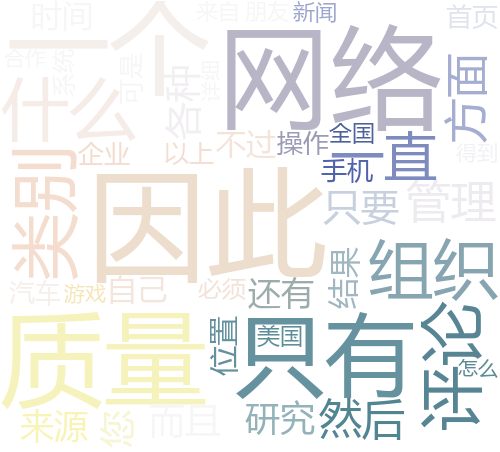 时间
来自
朋友
新闻
首页
一个
合作
系统
可是
详细
各种
网络
方面
什么
全国
操作
一直
得到
不过
企业
以上
手机
类别
因此
只要
管理
组织
结果
汽车
游戏
自己
必须
还有
质量
只有
美国
位置
评论
怎么
来源
您
而且
研究
然后